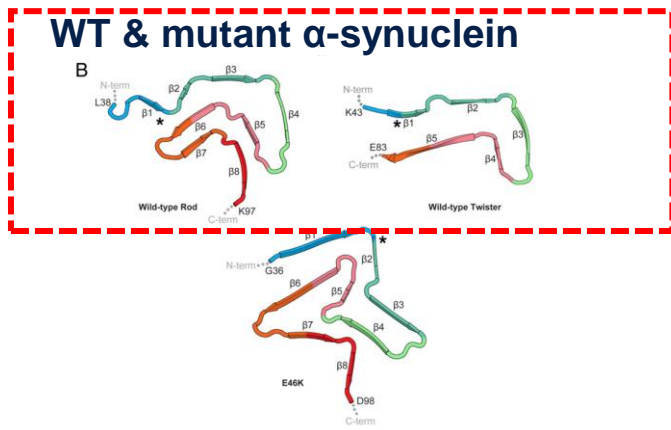 WT & mutant α-synuclein
B
N-term
L38
β1
*
β2
β3
β4
β5
β6
β7
β8
K97
C-term
Wild-type Rod
N-term
K43
*
β1
β2
β3
β4
β5
E83
C-term
Wild-type Twister
N-term
G36
β1
*
β2
β3
β4
β5
β6
β7
β8
D98
C-term
E46K